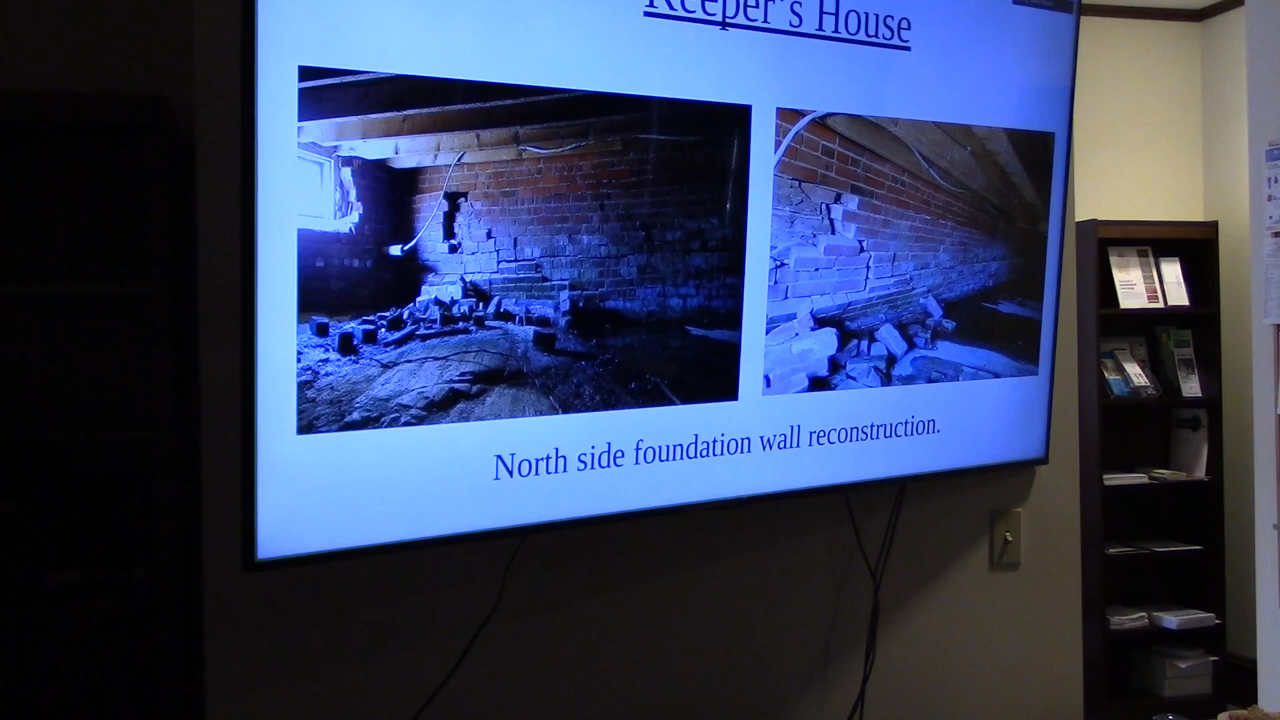 Keeper's House
North side foundation wall reconstruction.